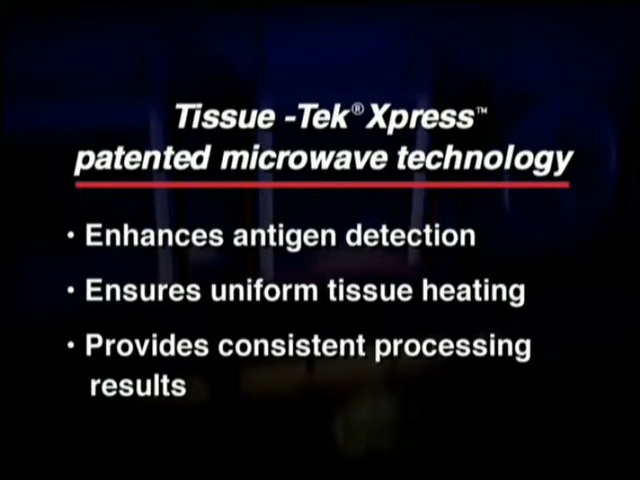 Tissue -Tek® Xpress™
patented microwave technology
• Enhances antigen detection
• Ensures uniform tissue heating
• Provides consistent processing
results